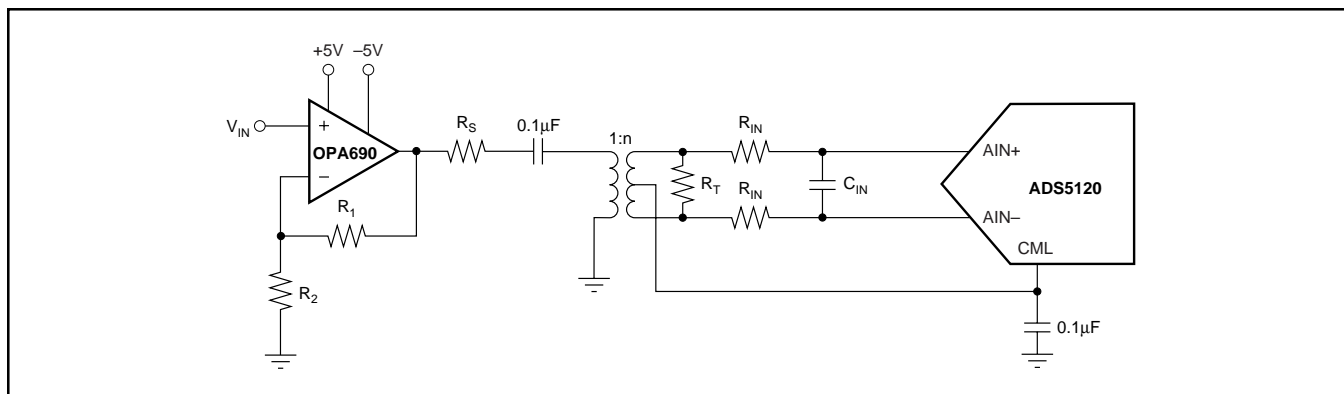 +5V –5V
V_IN
+
OPA690
–
R_S
0.1μF
1:n
R_IN
R_T
R_IN
C_IN
AIN+
ADS5120
AIN–
CML
R_1
R_2
0.1μF